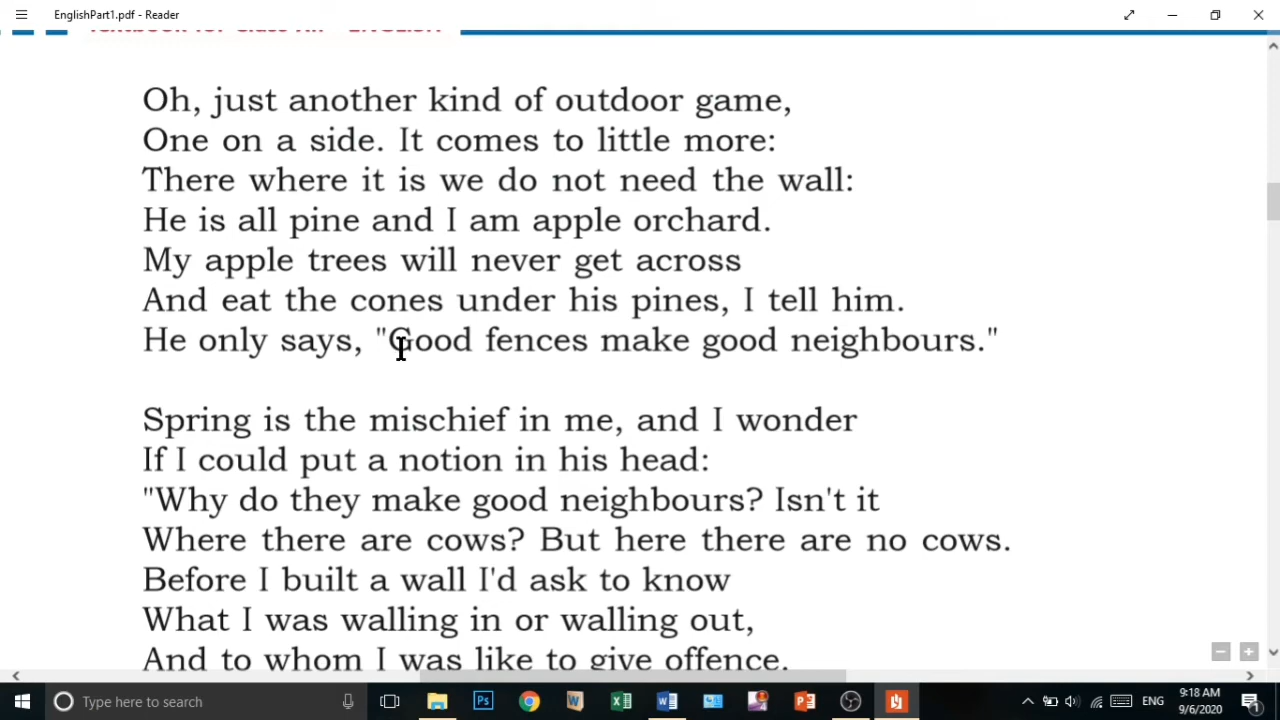 EnglishPart1.pdf - Reader
Oh, just another kind of outdoor game,
One on a side. It comes to little more:
There where it is we do not need the wall:
He is all pine and I am apple orchard.
My apple trees will never get across
And eat the cones under his pines, I tell him.
He only says, "Good fences make good neighbours."
Spring is the mischief in me, and I wonder
If I could put a notion in his head:
"Why do they make good neighbours? Isn't it
Where there are cows? But here there are no cows.
Before I built a wall I'd ask to know
What I was walling in or walling out,
And to whom I was like to give offence.
Type here to search
ENG
9:18 AM
9/6/2020